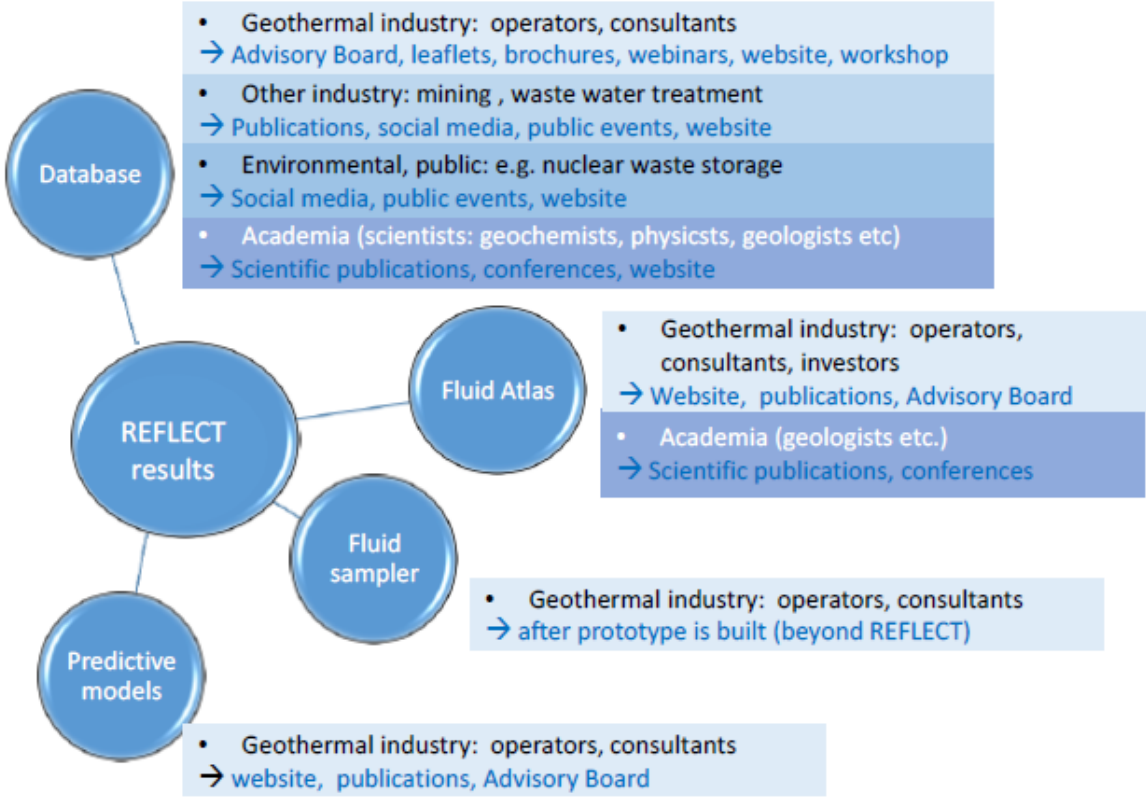 • Geothermal industry: operators, consultants
→ Advisory Board, leaflets, brochures, webinars, website, workshop
• Other industry: mining , waste water treatment
→ Publications, social media, public events, website
• Environmental, public: e.g. nuclear waste storage
→ Social media, public events, website
• Academia (scientists: geochemists, physicsts, geologists etc)
→ Scientific publications, conferences, website
Database
• Geothermal industry: operators,
consultants, investors
→ Website, publications, Advisory Board
• Academia (geologists etc.)
→ Scientific publications, conferences
Fluid Atlas
REFLECT
results
Fluid
sampler
• Geothermal industry: operators, consultants
→ after prototype is built (beyond REFLECT)
Predictive
models
• Geothermal industry: operators, consultants
→ website, publications, Advisory Board